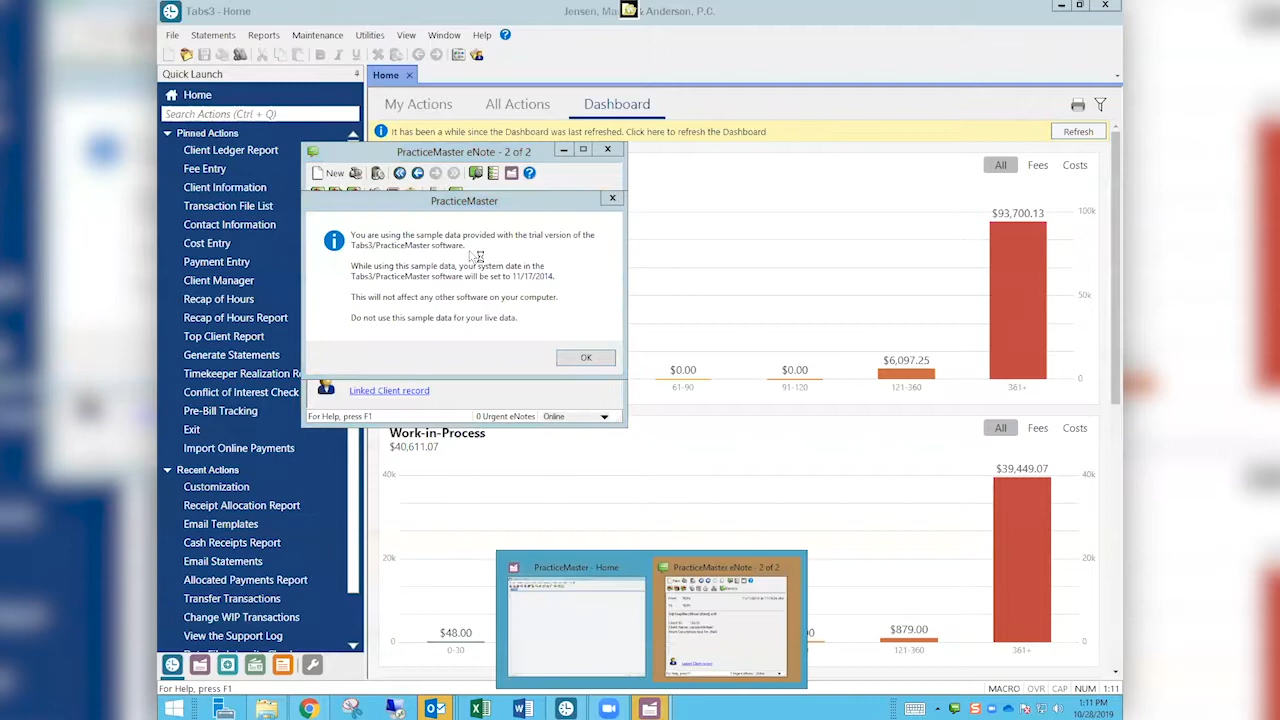 Tabs3 - Home
Jensen, Ma
Anderson, P.C.
File Statements Reports Maintenance Utilities View Window Help
Quick Launch
Home
Search Actions (Ctrl + Q)
Pinned Actions
Client Ledger Report
Fee Entry
Client Information
Transaction File List
Contact Information
Cost Entry
Payment Entry
Client Manager
Recap of Hours
Recap of Hours Report
Top Client Report
Generate Statements
Timekeeper Realization Re
Conflict of Interest Check
Pre-Bill Tracking
Exit
Import Online Payments
Recent Actions
Customization
Receipt Allocation Report
Email Templates
Cash Receipts Report
Email Statements
Allocated Payments Report
Transfer Transactions
Change WIP Transactions
View the Support Log
For Help, press F1
Home
My Actions All Actions Dashboard
It has been a while since the Dashboard was last refreshed. Click here to refresh the Dashboard
Refresh
All Fees Costs
$93,700.13
100k
50k
$0.00 $0.00 $6,097.25
0
61-90 91-120 121-360 361+
PracticeMaster eNote - 2 of 2
New
PracticeMaster
You are using the sample data provided with the trial version of the
Tabs3/PracticeMaster software.
While using this sample data, your system date in the
Tabs3/PracticeMaster software will be set to 11/17/2014.
This will not affect any other software on your computer.
Do not use this sample data for your live data.
OK
Linked Client record
For Help, press F1 0 Urgent eNotes Online
Work-in-Process
$40,611.07
All Fees Costs
$39,449.07
40k 40k
20k 20k
$48.00 $879.00
0 0
0-30 121-360 361+
PracticeMaster - Home
PracticeMaster eNote - 2 of 2
Linked Client record
MACRO OVR CAP NUM 1:11
1:11 PM
10/28/2019